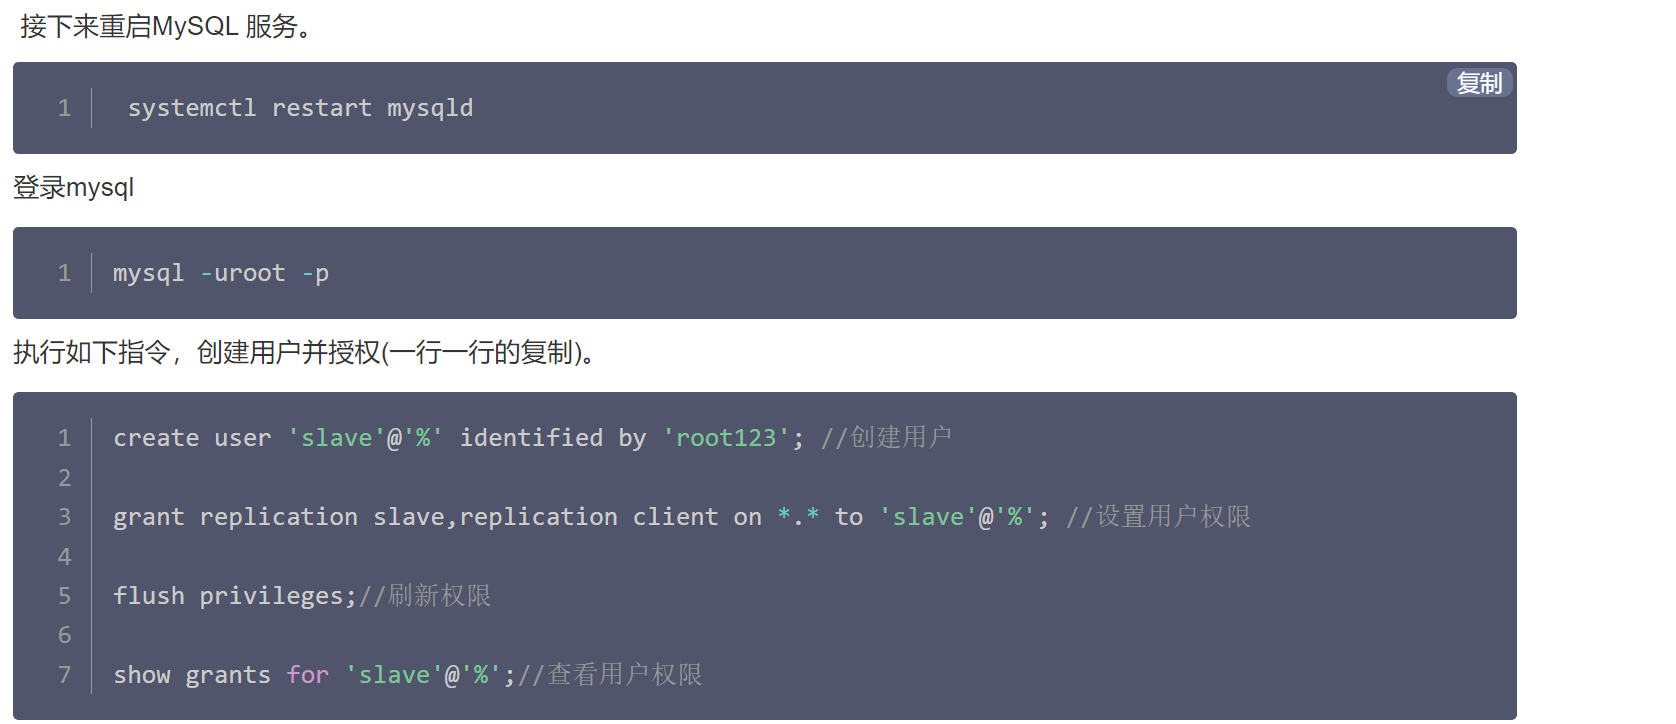 接下来重启MySQL 服务。
复制
1 systemctl restart mysqld
登录mysql
1 mysql -uroot -p
执行如下指令，创建用户并授权(一行一行的复制)。
1 create user 'slave'@'%' identified by 'root123'; //创建用户
2
3 grant replication slave,replication client on *.* to 'slave'@'%'; //设置用户权限
4
5 flush privileges;//刷新权限
6
7 show grants for 'slave'@'%';//查看用户权限